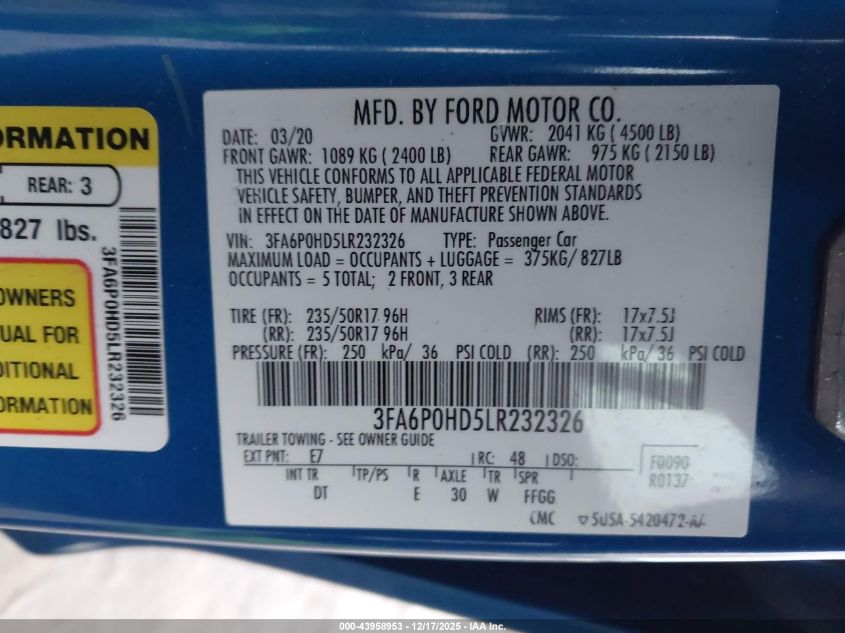 MFD. BY FORD MOTOR CO.
DATE: 03/20 GVWR: 2041 KG ( 4500 LB)
FRONT GAWR: 1089 KG ( 2400 LB) REAR GAWR: 975 KG ( 2150 LB)
THIS VEHICLE CONFORMS TO ALL APPLICABLE FEDERAL MOTOR
VEHICLE SAFETY, BUMPER, AND THEFT PREVENTION STANDARDS
IN EFFECT ON THE DATE OF MANUFACTURE SHOWN ABOVE.
VIN: 3FA6P0HD5LR232326 TYPE: Passenger Car
MAXIMUM LOAD = OCCUPANTS + LUGGAGE = 375KG/ 827LB
OCCUPANTS = 5 TOTAL; 2 FRONT, 3 REAR
TIRE (FR): 235/50R17 96H RIMS (FR): 17x7.5J
(RR): 235/50R17 96H (RR): 17x7.5J
PRESSURE (FR): 250 kPa/ 36 PSI COLD (RR): 250 kPa/ 36 PSI COLD
3FA6P0HD5LR232326
TRAILER TOWING - SEE OWNER GUIDE
EXT PNT: E7 RC: 48 DSO: F0090
INT TR TP/PS R AXLE TR SPR R0137
DT E 30 W FFGG
CMC ▽5U5A-5420472-AA
ORMATION
REAR: 3
827 lbs.
OWNERS
UAL FOR
DITIONAL
ORMATION
3FA6P0HD5LR232326
000-43958953 // 12/17/2025 - IAA Inc.